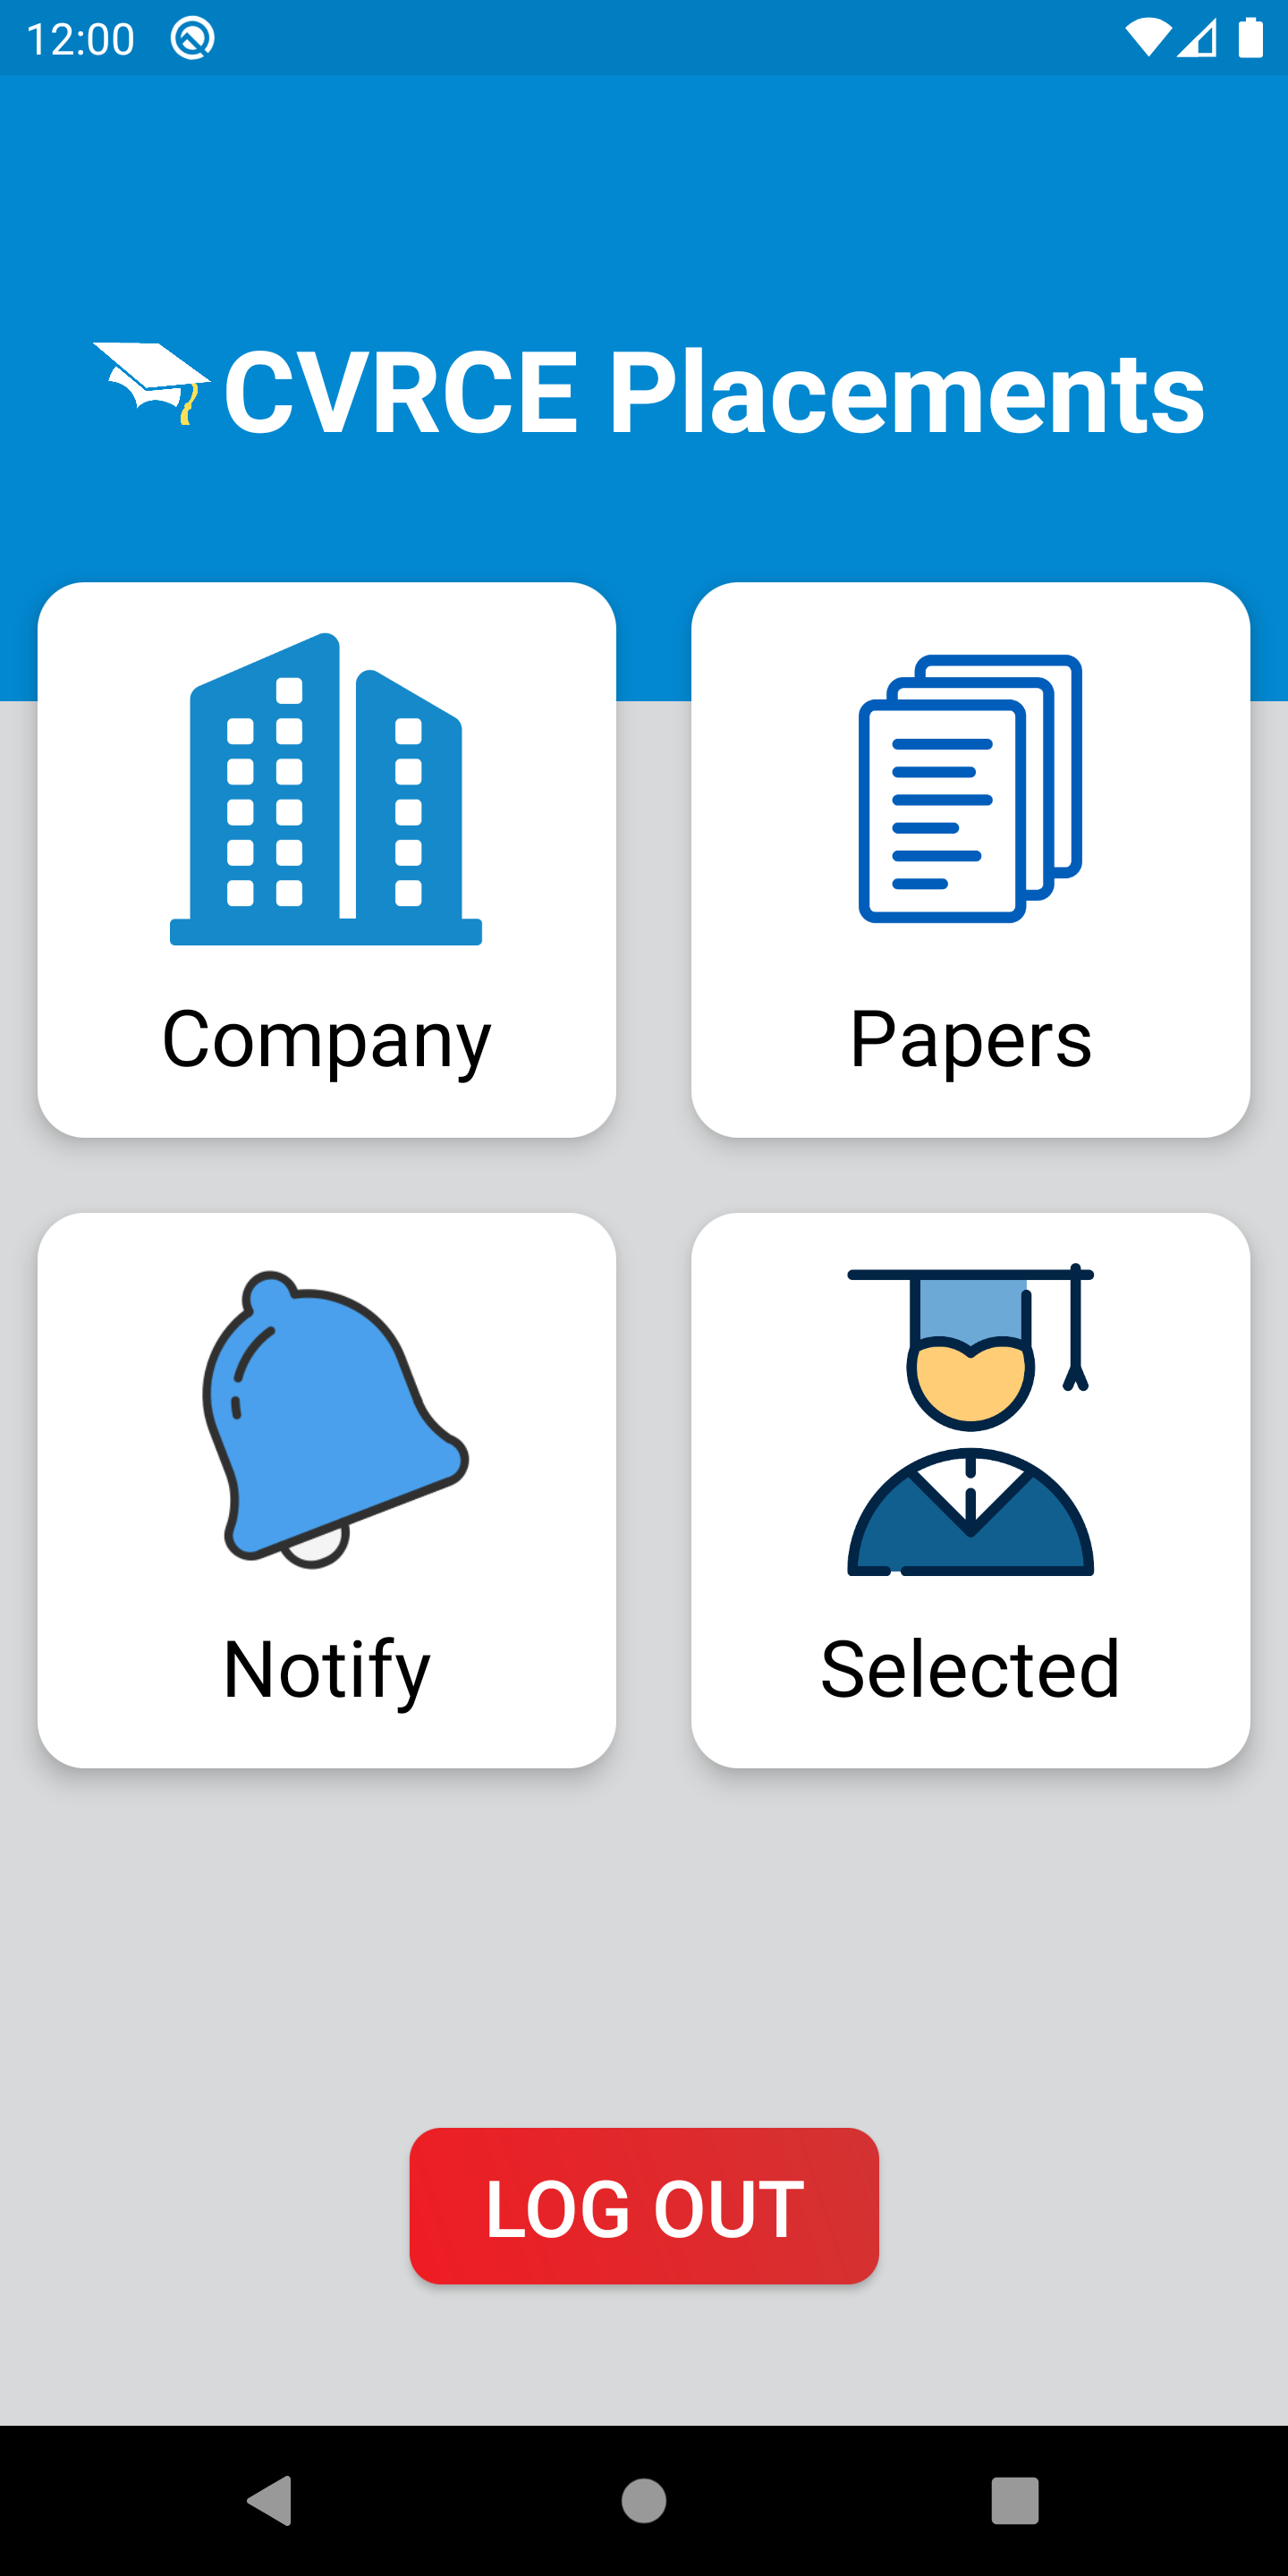 12:00
CVRCE Placements
Company
Papers
Notify
Selected
LOG OUT